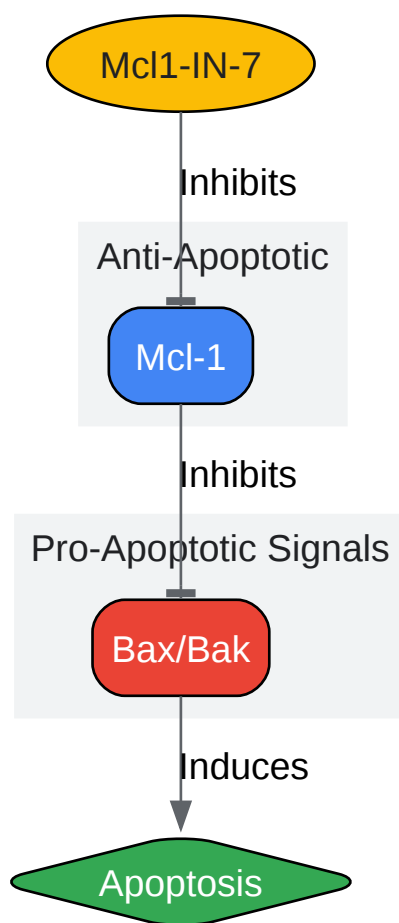 Mcl1-IN-7
Inhibits
Anti-Apoptotic
Mcl-1
Inhibits
Pro-Apoptotic Signals
Bax/Bak
Induces
Apoptosis